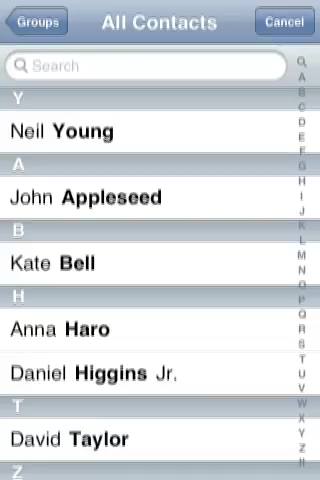 Groups
All Contacts
Cancel
Search
Y
Neil Young
A
John Appleseed
B
Kate Bell
H
Anna Haro
Daniel Higgins Jr.
T
David Taylor
Z
A
B
C
D
E
F
G
H
I
J
K
L
M
N
O
P
Q
R
S
T
U
V
W
X
Y
Z
#